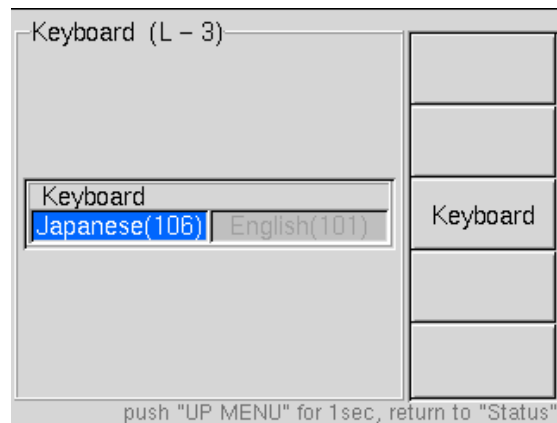 Keyboard (L – 3)
Keyboard
Japanese(106) English(101)
Keyboard
push "UP MENU" for 1sec, return to "Status"